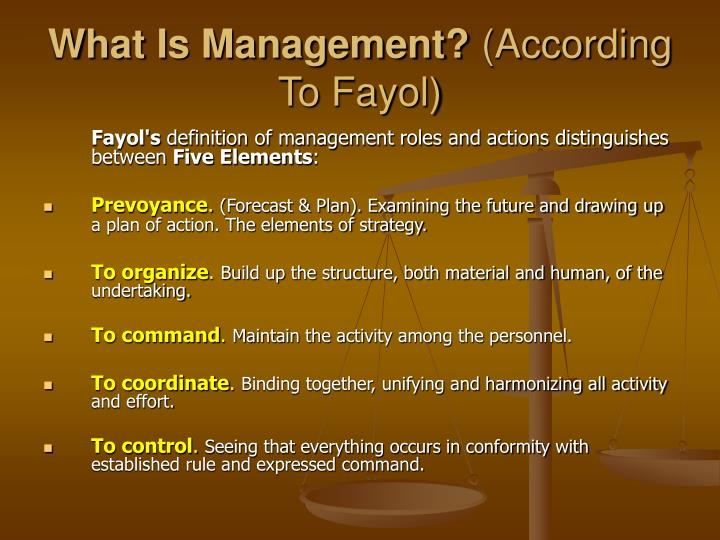 What Is Management? (According
To Fayol)
Fayol's definition of management roles and actions distinguishes
between Five Elements:
Prevoyance. (Forecast & Plan). Examining the future and drawing up
a plan of action. The elements of strategy.
To organize. Build up the structure, both material and human, of the
undertaking.
To command. Maintain the activity among the personnel.
To coordinate. Binding together, unifying and harmonizing all activity
and effort.
To control. Seeing that everything occurs in conformity with
established rule and expressed command.